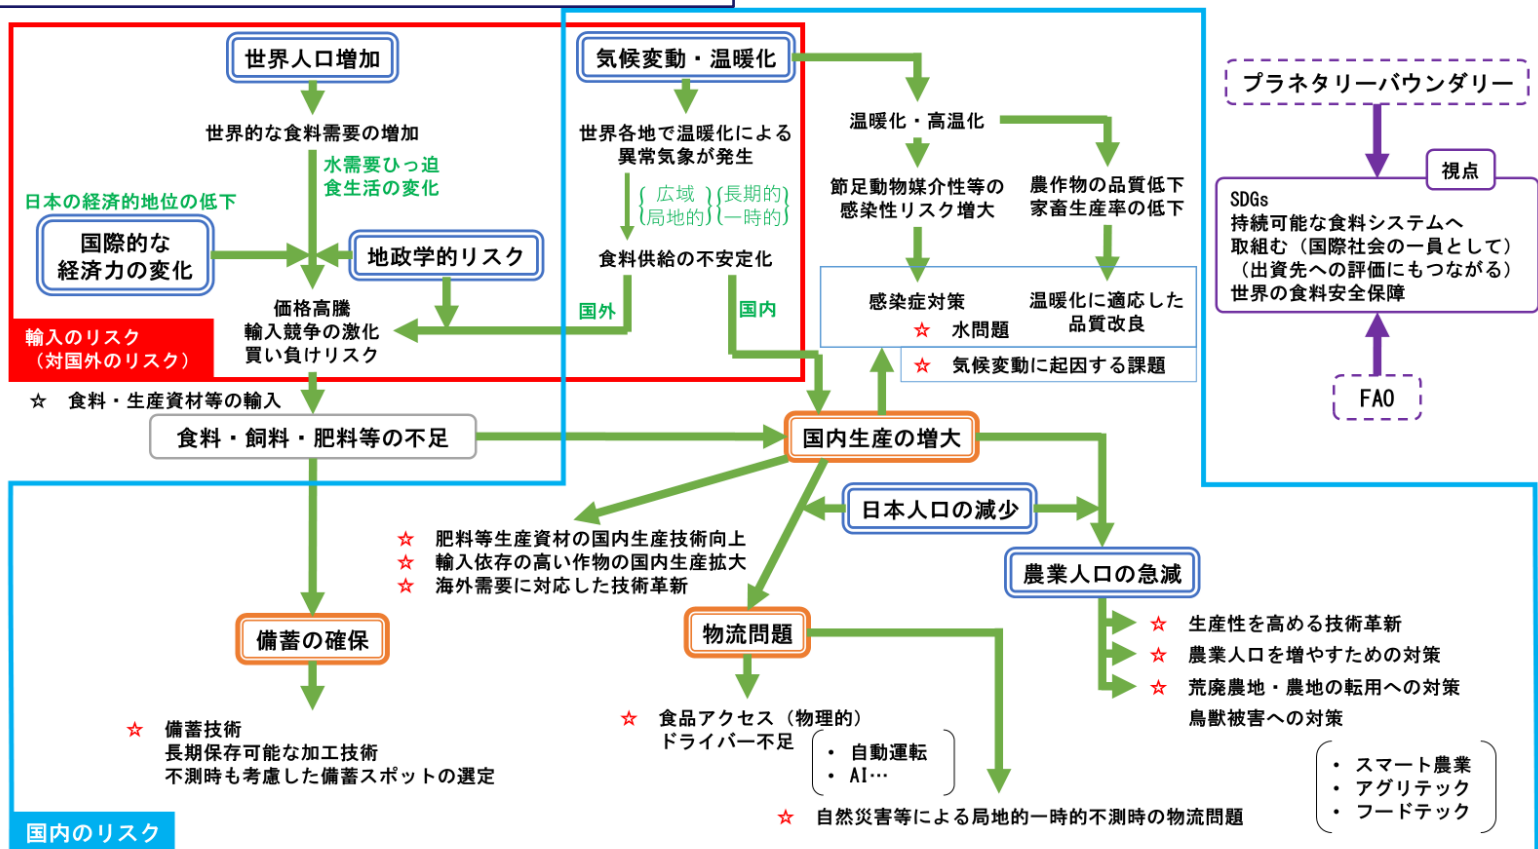 世界人口増加
世界的な食料需要の増加
水需要ひっ迫
食生活の変化
日本の経済的地位の低下
国際的な
経済力の変化
地政学的リスク
価格高騰
輸入競争の激化
買い負けリスク
輸入のリスク
（対国外のリスク）
気候変動・温暖化
世界各地で温暖化による
異常気象が発生
広域
局地的
長期的
一時的
食料供給の不安定化
国外
国内
温暖化・高温化
節足動物媒介性等の
感染性リスク増大
農作物の品質低下
家畜生産率の低下
感染症対策
☆ 水問題
温暖化に適応した
品質改良
☆ 気候変動に起因する課題
プラネタリーバウンダリー
視点
SDGs
持続可能な食料システムへ
取組む（国際社会の一員として）
（出資先への評価にもつながる）
世界の食料安全保障
FAO
☆ 食料・生産資材等の輸入
食料・飼料・肥料等の不足
国内生産の増大
日本人口の減少
☆ 肥料等生産資材の国内生産技術向上
☆ 輸入依存の高い作物の国内生産拡大
☆ 海外需要に対応した技術革新
農業人口の急減
☆ 生産性を高める技術革新
☆ 農業人口を増やすための対策
☆ 荒廃農地・農地の転用への対策
鳥獣被害への対策
・ スマート農業
・ アグリテック
・ フードテック
備蓄の確保
☆ 備蓄技術
長期保存可能な加工技術
不測時も考慮した備蓄スポットの選定
物流問題
☆ 食品アクセス（物理的）
ドライバー不足
・ 自動運転
・ AI…
☆ 自然災害等による局地的一時的不測時の物流問題
国内のリスク